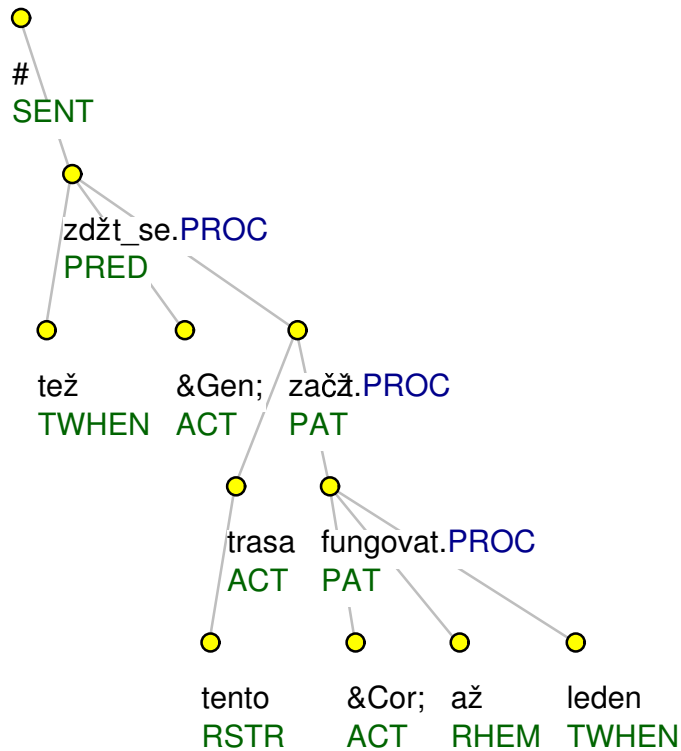 #
SENT
zdžt_se.PROC
PRED
tež &Gen; začžt.PROC
TWHEN ACT PAT
trasa fungovat.PROC
ACT PAT
tento &Cor; až leden
RSTR ACT RHEM TWHEN